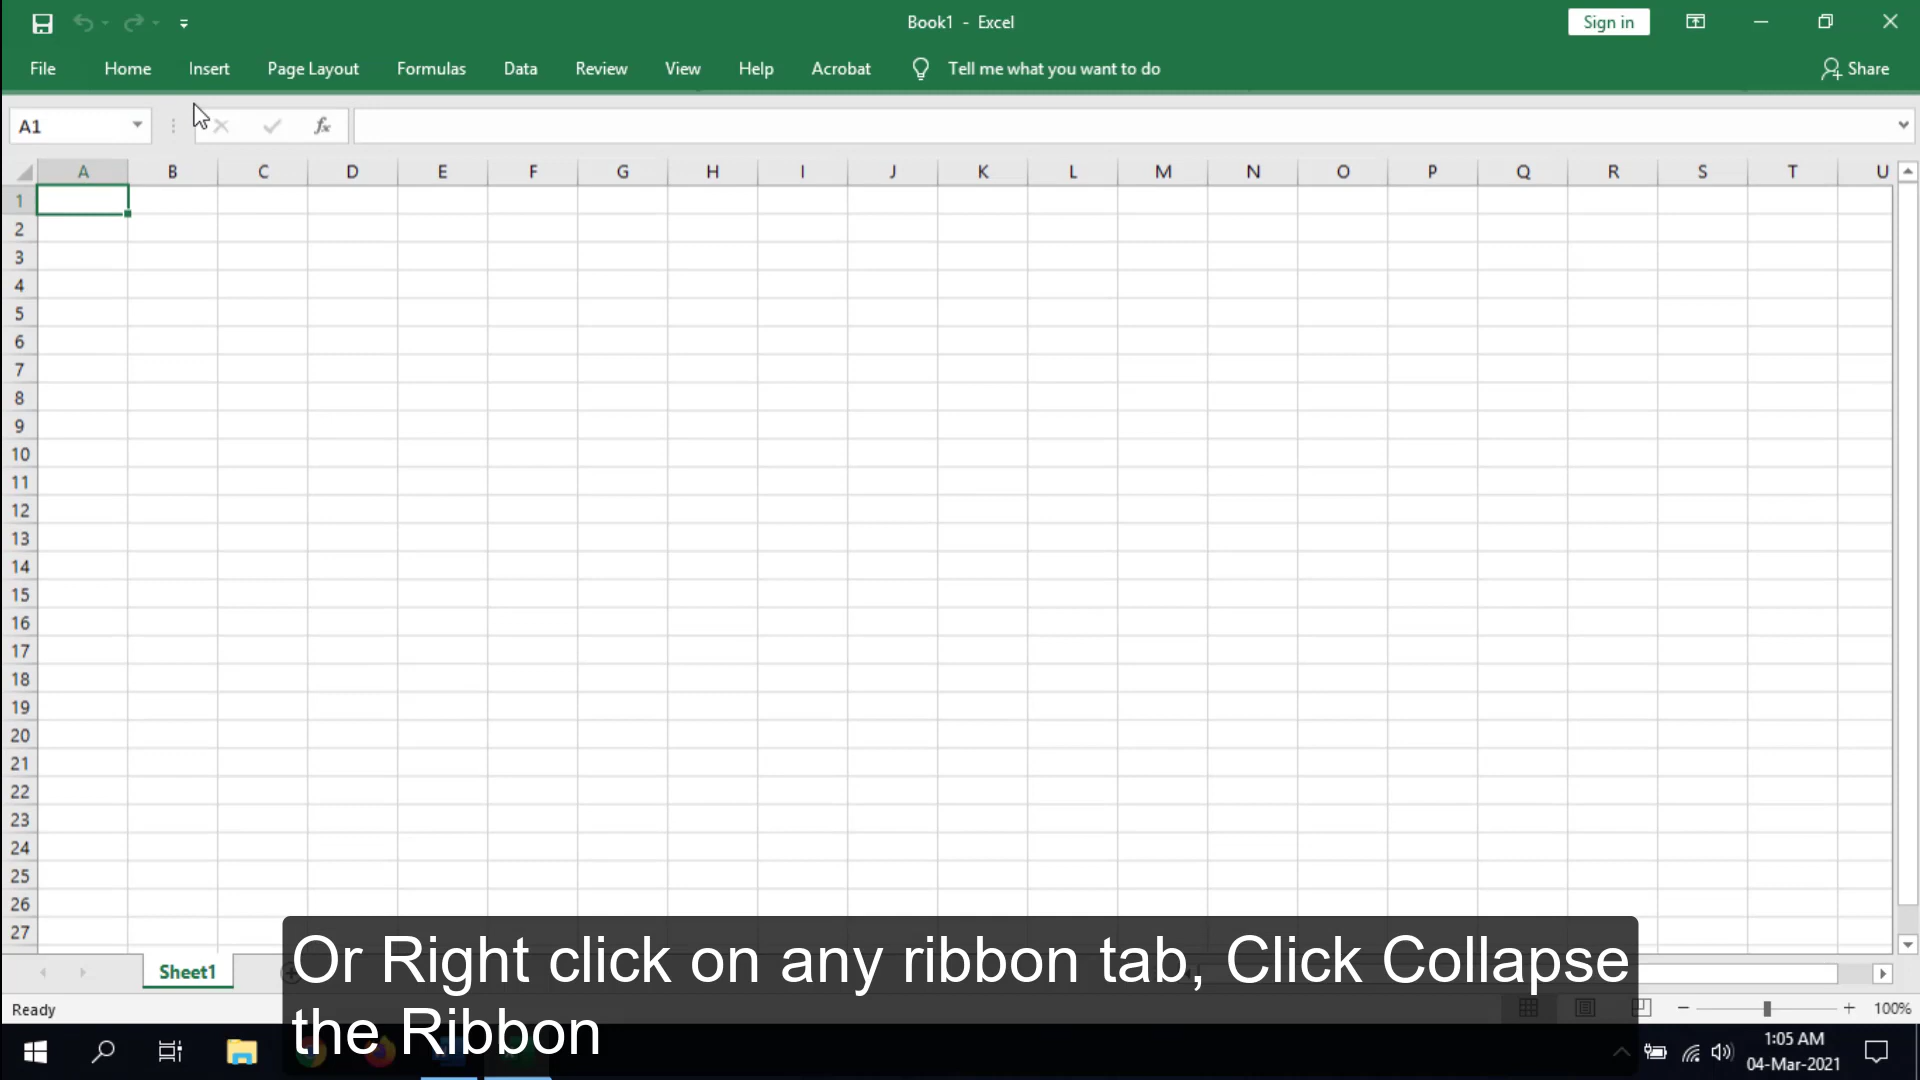 Book1 - Excel
Sign in
File Home Insert Page Layout Formulas Data Review View Help Acrobat Tell me what you want to do Share
A1 fx
A B C D E F G H I J K L M N O P Q R S T U
1
2
3
4
5
6
7
8
9
10
11
12
13
14
15
16
17
18
19
20
21
22
23
24
25
26
27
Or Right click on any ribbon tab, Click Collapse
the Ribbon
Sheet1
Ready
100%
1:05 AM
04-Mar-2021